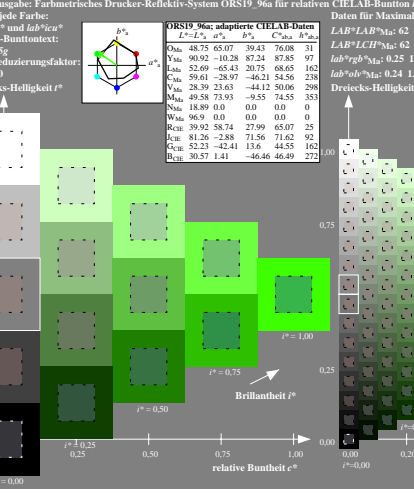 usgabe: Farbmetrisches Drucker-Reflektiv-System ORS19_96a für relativen CIELAB-Buntton
jede Farbe:
* und lab*icu*
Bunttontext:
5g
eduzierungsfaktor:
0
ks-Helligkeit t*
b*a
a*a
ORS19_96a; adaptierte CIELAB-Daten
L*=L*a a*a b*a C*ab,a h*ab,a
OMa 48.75 65.07 39.43 76.08 31
YMa 90.92 -10.28 87.24 87.85 97
LMa 52.69 -65.43 20.75 68.65 162
CMa 59.61 -28.97 -46.21 54.56 238
VMa 28.39 23.63 -44.12 50.06 298
MMa 49.58 73.93 -9.55 74.55 353
NMa 18.89 0.0 0.0 0.0 0
WMa 96.9 0.0 0.0 0.0 0
RCIE 39.92 58.74 27.99 65.07 25
JCIE 81.26 -2.88 71.56 71.62 92
GCIE 52.23 -42.41 13.6 44.55 162
BCIE 30.57 1.41 -46.46 46.49 272
Daten für Maximal
LAB*LAB*Ma: 62
LAB*LCH*Ma: 62
lab*rgb*Ma: 0.25 1
lab*olv*Ma: 0.24 1.
Dreiecks-Helligkeit
1,00
0,75
0,25
0,00
i* = 1,00
i* = 0,75
i* = 0,50
i* = 0,25
= 0,00
Brillantheit i*
0,25 0,50 0,75 1,00
relative Buntheit c*
0,00 0,20
i*=0,00